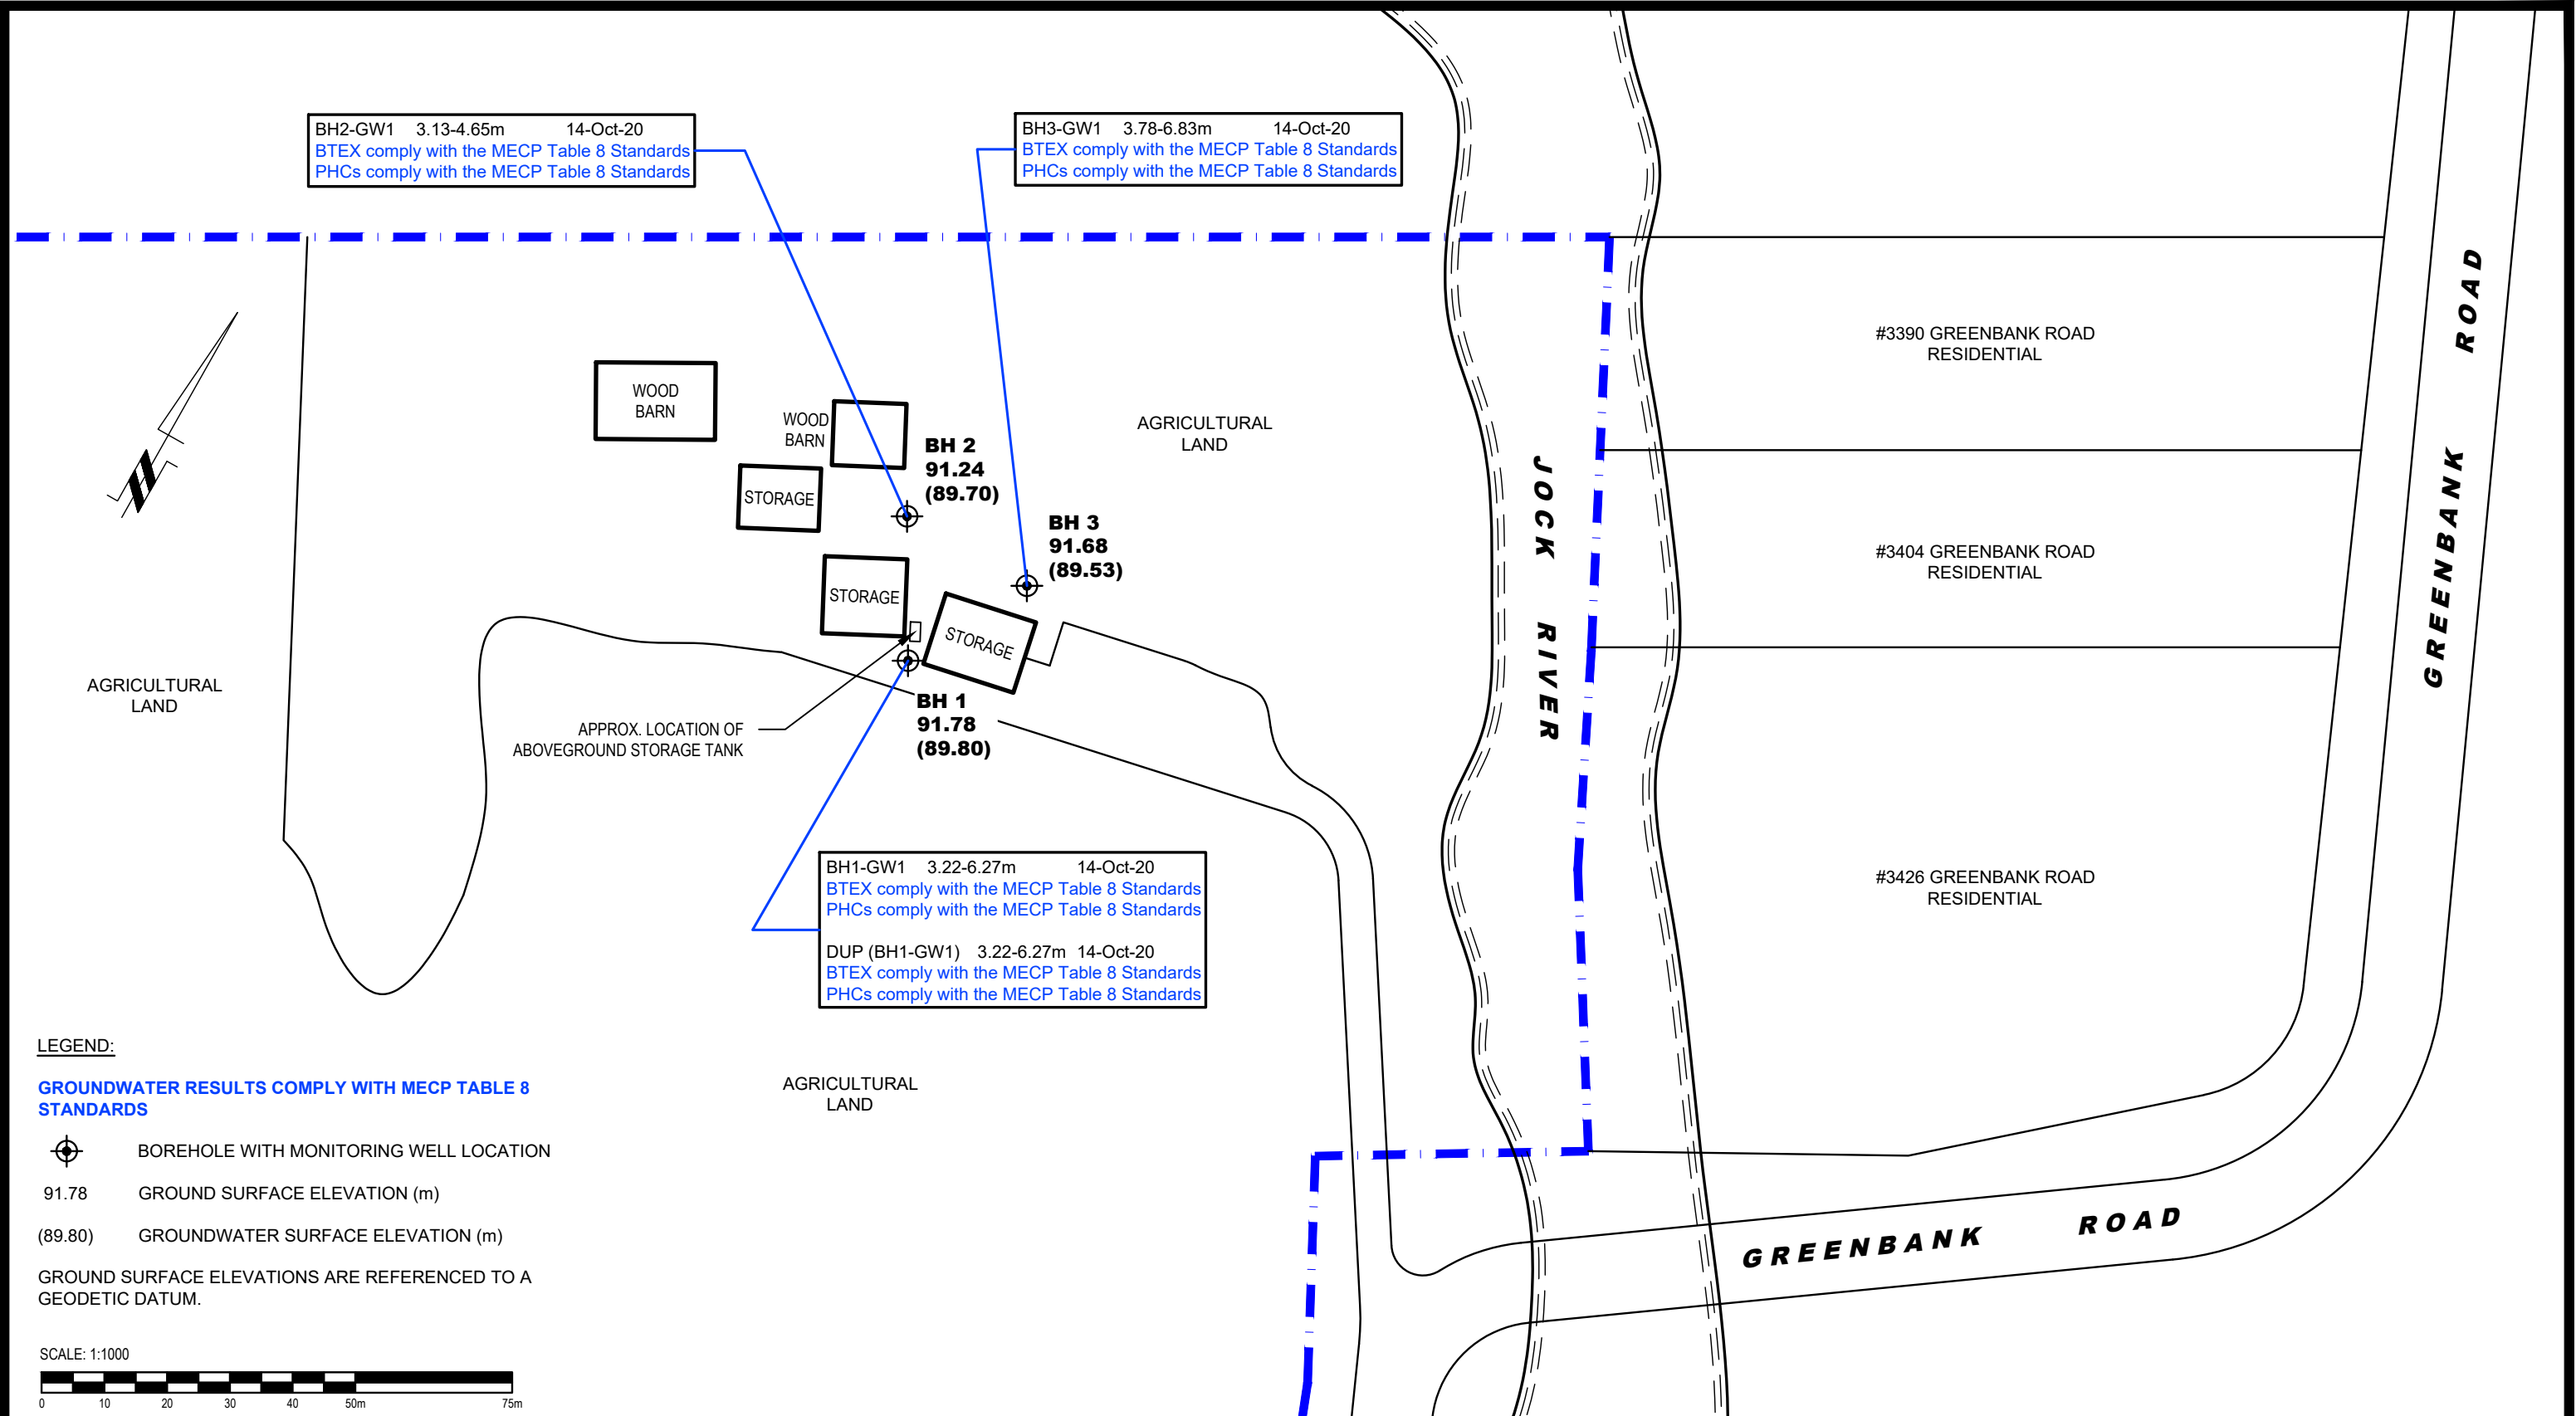 BH2-GW1 3.13-4.65m 14-Oct-20
BTEX comply with the MECP Table 8 Standards
PHCs comply with the MECP Table 8 Standards
BH3-GW1 3.78-6.83m 14-Oct-20
BTEX comply with the MECP Table 8 Standards
PHCs comply with the MECP Table 8 Standards
WOOD
BARN
WOOD
BARN
STORAGE
BH 2
91.24
(89.70)
AGRICULTURAL
LAND
BH 3
91.68
(89.53)
STORAGE
STORAGE
AGRICULTURAL
LAND
APPROX. LOCATION OF
ABOVEGROUND STORAGE TANK
BH 1
91.78
(89.80)
JOCK RIVER
#3390 GREENBANK ROAD
RESIDENTIAL
#3404 GREENBANK ROAD
RESIDENTIAL
#3426 GREENBANK ROAD
RESIDENTIAL
GREENBANK ROAD
BH1-GW1 3.22-6.27m 14-Oct-20
BTEX comply with the MECP Table 8 Standards
PHCs comply with the MECP Table 8 Standards
DUP (BH1-GW1) 3.22-6.27m 14-Oct-20
BTEX comply with the MECP Table 8 Standards
PHCs comply with the MECP Table 8 Standards
AGRICULTURAL
LAND
GREENBANK ROAD
LEGEND:
GROUNDWATER RESULTS COMPLY WITH MECP TABLE 8
STANDARDS
BOREHOLE WITH MONITORING WELL LOCATION
91.78 GROUND SURFACE ELEVATION (m)
(89.80) GROUNDWATER SURFACE ELEVATION (m)
GROUND SURFACE ELEVATIONS ARE REFERENCED TO A
GEODETIC DATUM.
SCALE: 1:1000
0 10 20 30 40 50m 75m